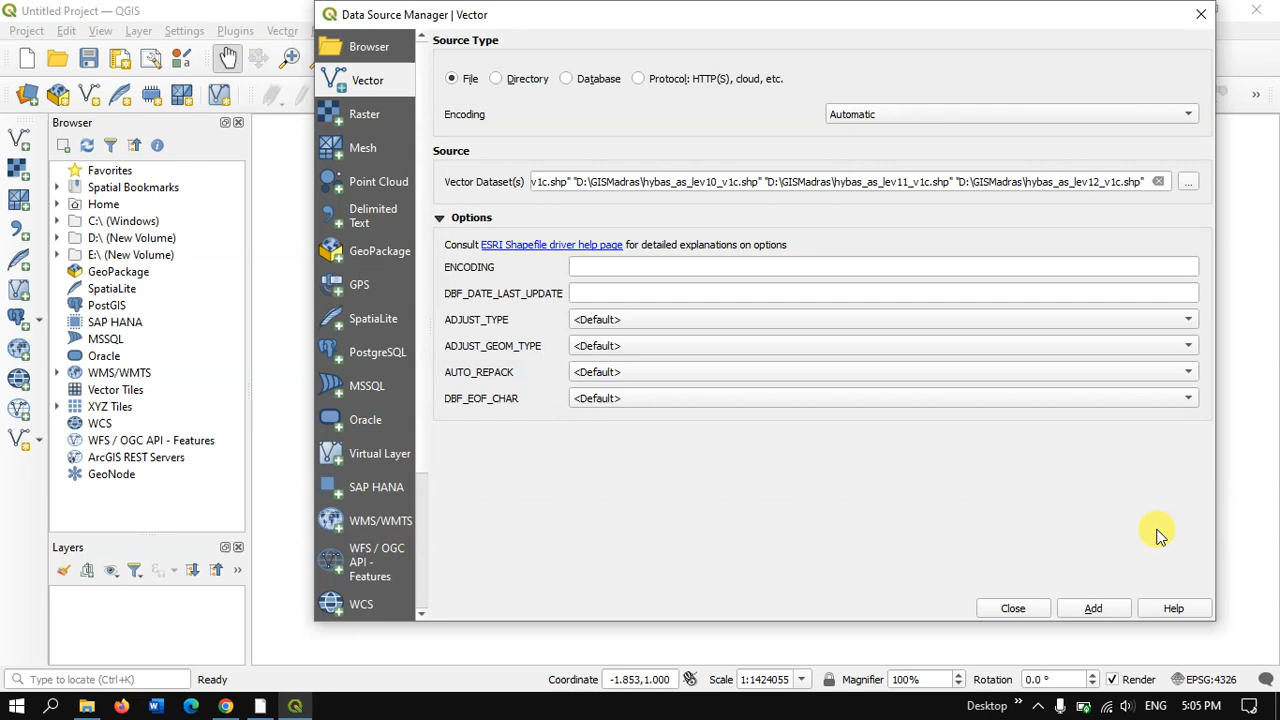 Untitled Project — QGIS
Project Edit View Layer Settings Plugins Vector
Browser
Favorites
Spatial Bookmarks
Home
C:\ (Windows)
D:\ (New Volume)
E:\ (New Volume)
GeoPackage
SpatiaLite
PostGIS
SAP HANA
MSSQL
Oracle
WMS/WMTS
Vector Tiles
XYZ Tiles
WCS
WFS / OGC API - Features
ArcGIS REST Servers
GeoNode
Layers
Data Source Manager | Vector
Browser
Vector
Raster
Mesh
Point Cloud
Delimited
Text
GeoPackage
GPS
SpatiaLite
PostgreSQL
MSSQL
Oracle
Virtual Layer
SAP HANA
WMS/WMTS
WFS / OGC
API -
Features
WCS
Source Type
File Directory Database Protocol: HTTP(S), cloud, etc.
Encoding Automatic
Source
Vector Dataset(s) v1c.shp" "D:\GISMadras\hybas_as_lev10_v1c.shp" "D:\GISMadras\hybas_as_lev11_v1c.shp" "D:\GISMadras\hybas_as_lev12_v1c.shp" ...
Options
Consult ESRI Shapefile driver help page for detailed explanations on options
ENCODING
DBF_DATE_LAST_UPDATE
ADJUST_TYPE <Default>
ADJUST_GEOM_TYPE <Default>
AUTO_REPACK <Default>
DBF_EOF_CHAR <Default>
Close Add Help
Type to locate (Ctrl+K) Ready Coordinate -1.853,1.000 Scale 1:1424055 Magnifier 100% Rotation 0.0 ° Render EPSG:4326
Desktop ENG 5:05 PM